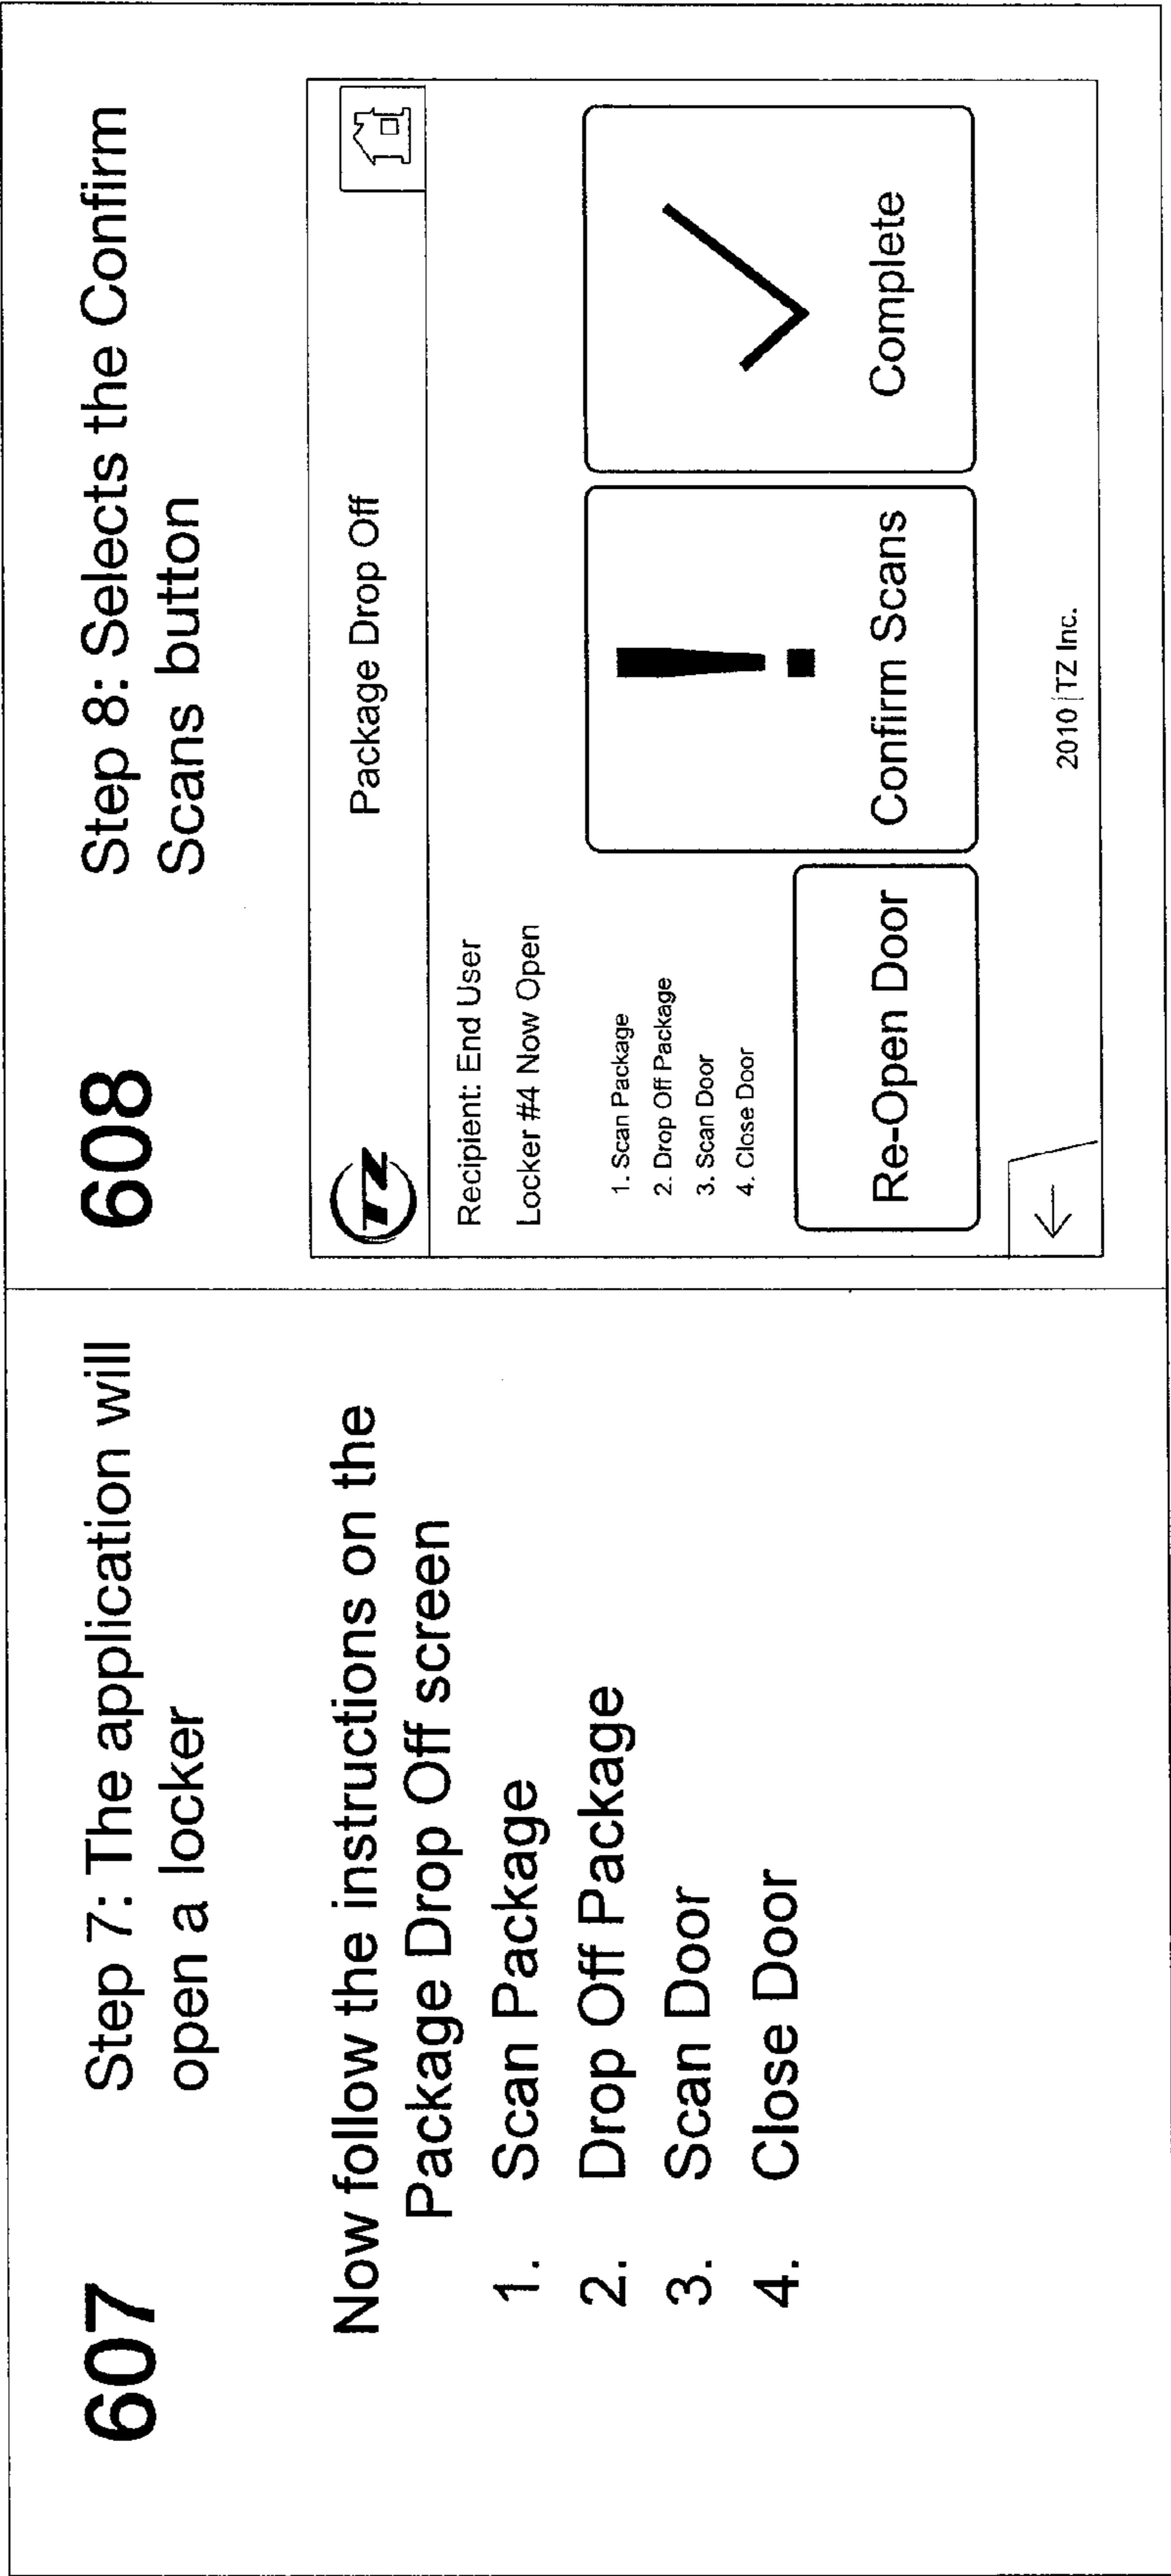 607
Step 7: The application will
open a locker
Now follow the instructions on the
Package Drop Off screen
1. Scan Package
2. Drop Off Package
3. Scan Door
4. Close Door
608
Step 8: Selects the Confirm
Scans button
TZ
Package Drop Off
Recipient: End User
Locker #4 Now Open
1. Scan Package
2. Drop Off Package
3. Scan Door
4. Close Door
Re-Open Door
! Confirm Scans
Complete
2010 TZ Inc.